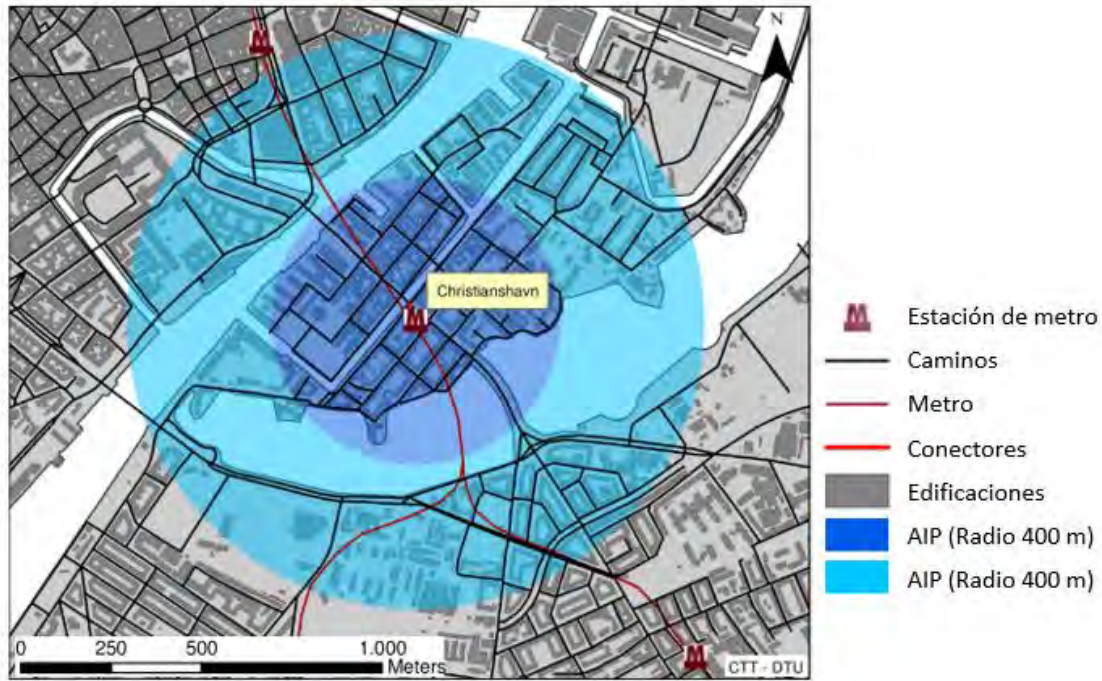 N
Christianshavn
0 250 500 1.000
Meters
CTT - DTU
Estación de metro
Caminos
Metro
Conectores
Edificaciones
AIP (Radio 400 m)
AIP (Radio 400 m)